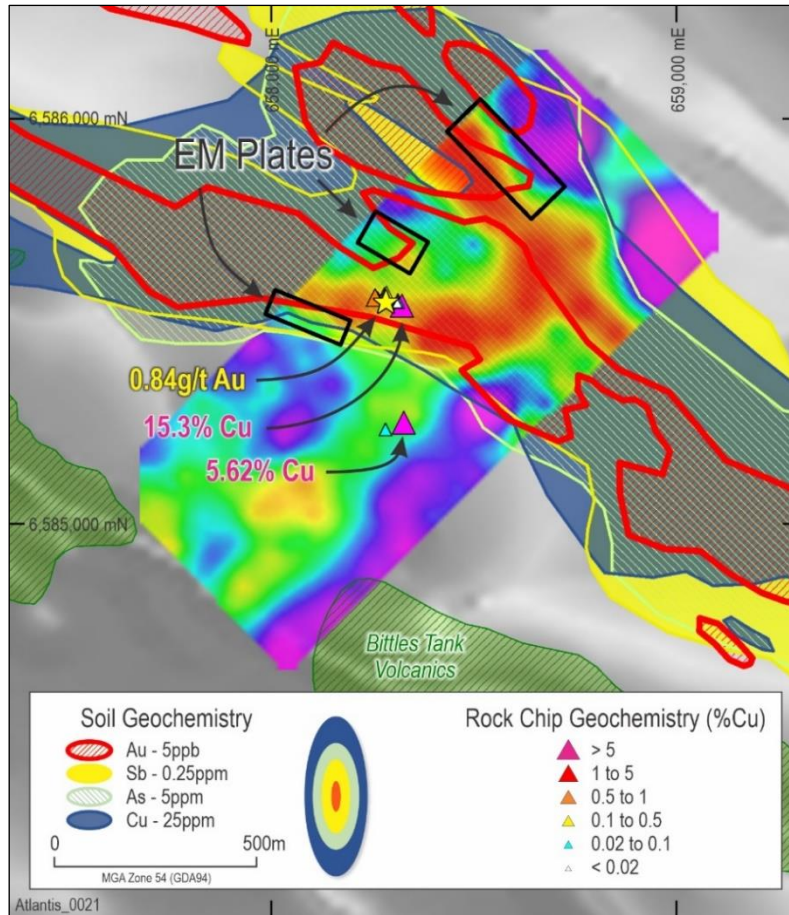 658,000 mE
659,000 mE
6,586,000 mN
EM Plates
0.84g/t Au
15.3% Cu
5.62% Cu
6,585,000 mN
Bittles Tank
Volcanics
Soil Geochemistry
Au - 5ppb
Sb - 0.25ppm
As - 5ppm
Cu - 25ppm
0
500m
MGA Zone 54 (GDA94)
Rock Chip Geochemistry (%Cu)
> 5
1 to 5
0.5 to 1
0.1 to 0.5
0.02 to 0.1
< 0.02
Atlantis_0021